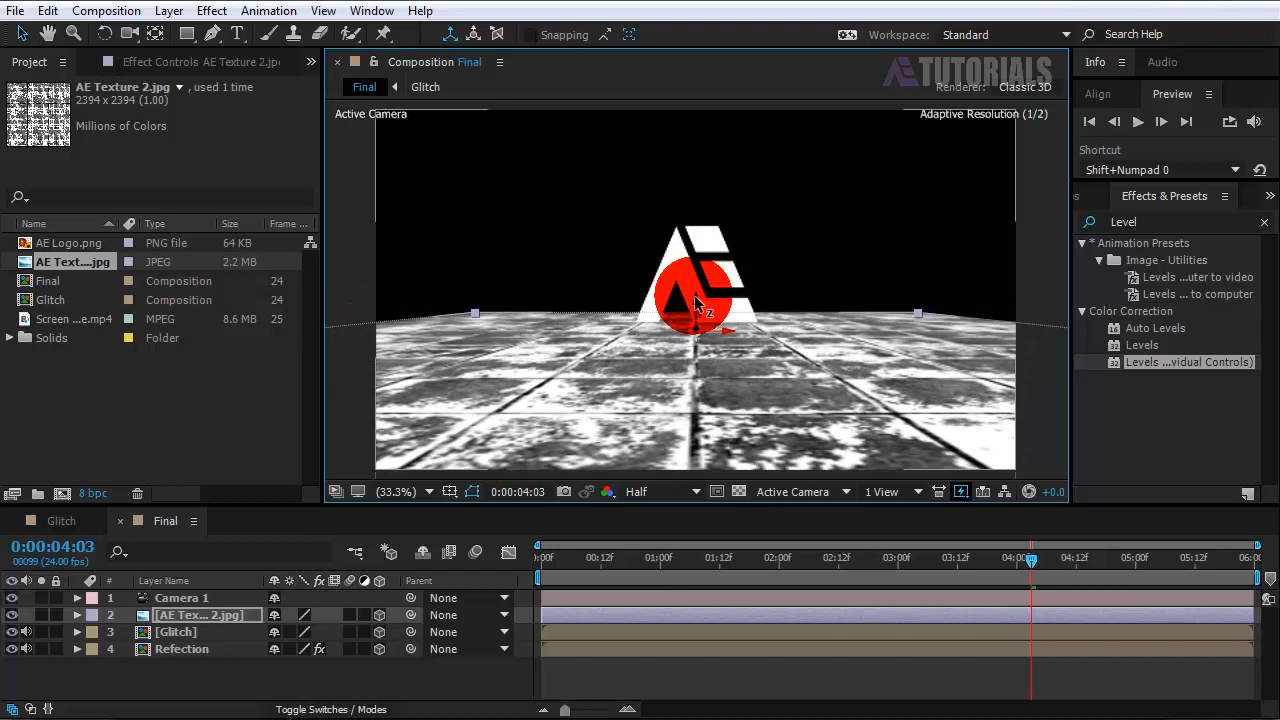 File Edit Composition Layer Effect Animation View Window Help
Snapping
Workspace: Standard
Search Help
Project
Effect Controls AE Texture 2.jp
AE Texture 2.jpg , used 1 time
2394 x 2394 (1.00)
Millions of Colors
Name Type Size Frame ...
AE Logo.png PNG file 64 KB
AE Text....jpg JPEG 2.2 MB
Final Composition 24
Glitch Composition 24
Screen ...e.mp4 MPEG 8.6 MB 25
Solids Folder
8 bpc
Composition Final
Final Glitch
AE TUTORIALS
Renderer: Classic 3D
Active Camera
Adaptive Resolution (1/2)
z
(33.3%) 0:00:04:03 Half Active Camera 1 View +0.0
Info Audio
Align Preview
Shortcut
Shift+Numpad 0
Effects & Presets
Level
* Animation Presets
Image - Utilities
Levels ...uter to video
Levels ... to computer
Color Correction
16 Auto Levels
32 Levels
32 Levels ...vidual Controls)
Glitch Final
0:00:04:03
00099 (24.00 fps)
:00f 00:12f 01:00f 01:12f 02:00f 02:12f 03:00f 03:12f 04:00f 04:12f 05:00f 05:12f 06:0
# Layer Name Parent
1 Camera 1 None
2 [AE Tex... 2.jpg] None
3 [Glitch] None
4 Refection None
Toggle Switches / Modes